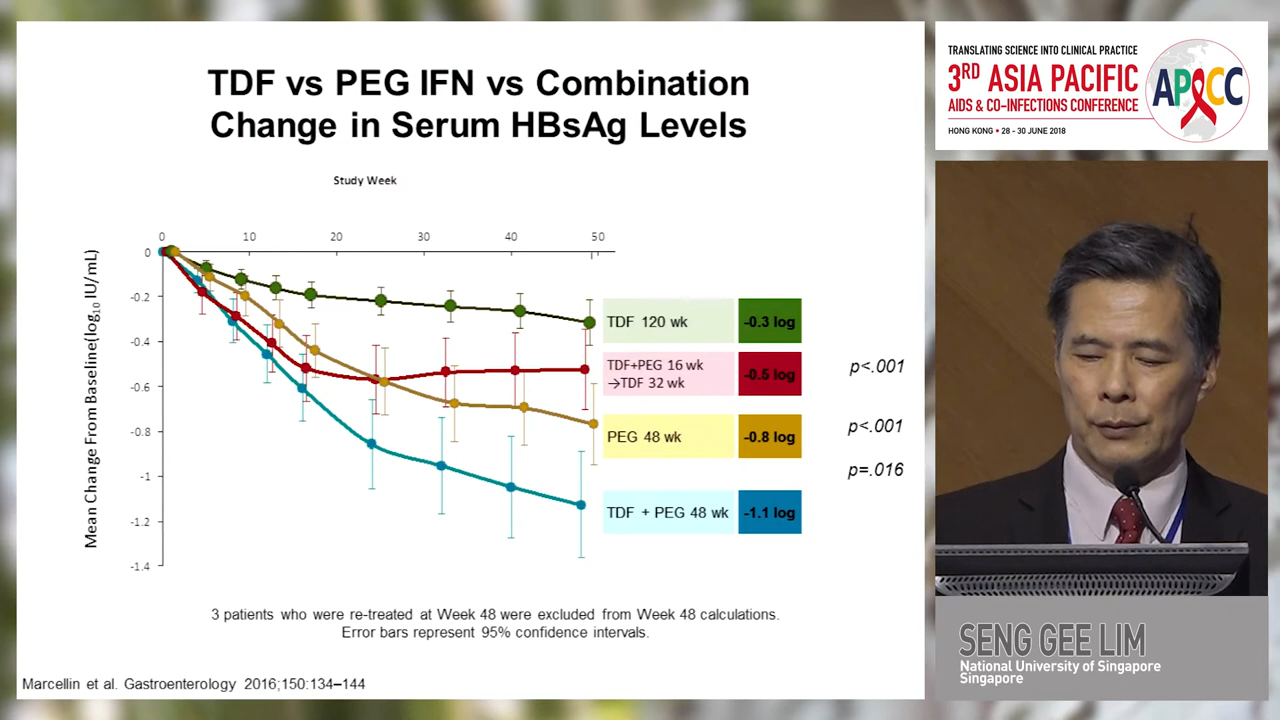 TDF vs PEG IFN vs Combination
Change in Serum HBsAg Levels
Study Week
0 10 20 30 40 50
Mean Change From Baseline(log10 IU/mL)
0
-0.2
-0.4
-0.6
-0.8
-1
-1.2
-1.4
TDF 120 wk
-0.3 log
TDF+PEG 16 wk
→TDF 32 wk
-0.5 log
PEG 48 wk
-0.8 log
TDF + PEG 48 wk
-1.1 log
p<.001
p<.001
p=.016
3 patients who were re-treated at Week 48 were excluded from Week 48 calculations.
Error bars represent 95% confidence intervals.
Marcellin et al. Gastroenterology 2016;150:134–144
TRANSLATING SCIENCE INTO CLINICAL PRACTICE
3RD ASIA PACIFIC
AIDS & CO-INFECTIONS CONFERENCE
HONG KONG • 28 - 30 JUNE 2018
APACC
SENG GEE LIM
National University of Singapore
Singapore